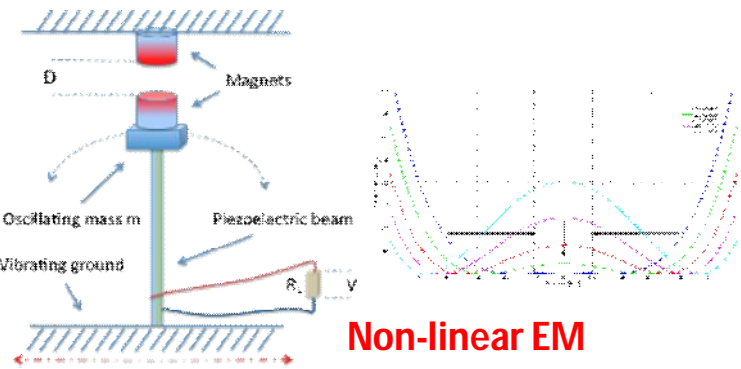 D
Magnets
Oscillating mass m
Piezoelectric beam
Vibrating ground
R
V
Non-linear EM